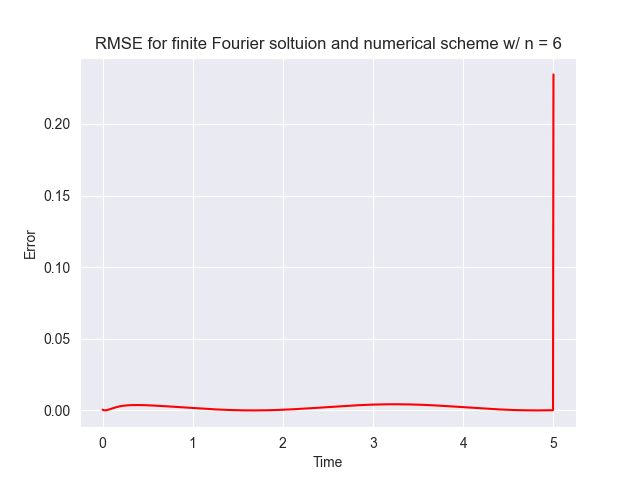 RMSE for finite Fourier soltuion and numerical scheme w/ n = 6
0.20
0.15
0.10
0.05
0.00
Error
0 1 2 3 4 5
Time